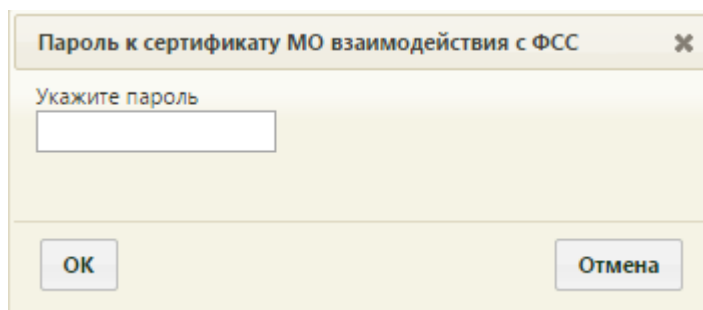 Пароль к сертификату МО взаимодействия с ФСС
Укажите пароль
ОК Отмена